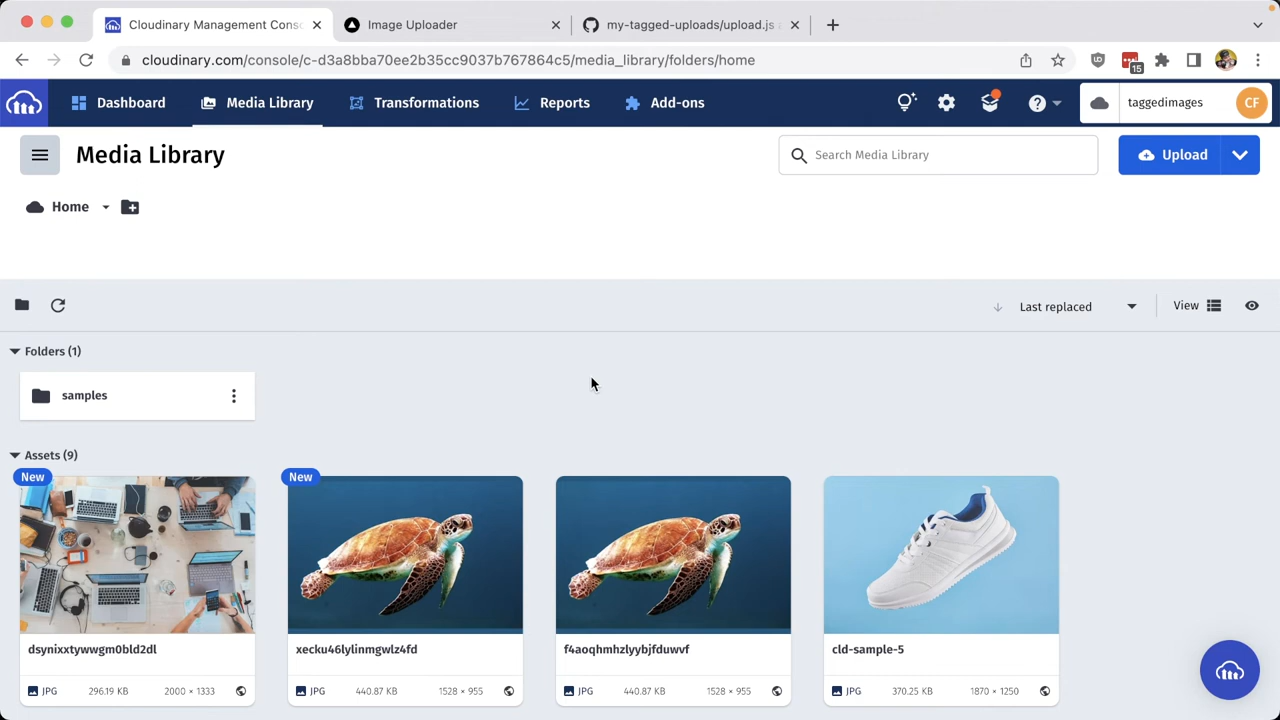 Cloudinary Management Conso
Image Uploader
my-tagged-uploads/upload.js
cloudinary.com/console/c-d3a8bba70ee2b35cc9037b767864c5/media_library/folders/home
15
Dashboard
Media Library
Transformations
Reports
Add-ons
taggedimages
CF
Media Library
Search Media Library
Upload
Home
Last replaced
View
Folders (1)
samples
Assets (9)
New
New
dsynixxtywwgm0bld2dl
xecku46lylinmgwlz4fd
f4aoqhmhzlyybjfduwvf
cld-sample-5
JPG 296.19 KB 2000 × 1333
JPG 440.87 KB 1528 × 955
JPG 440.87 KB 1528 × 955
JPG 370.25 KB 1870 × 1250